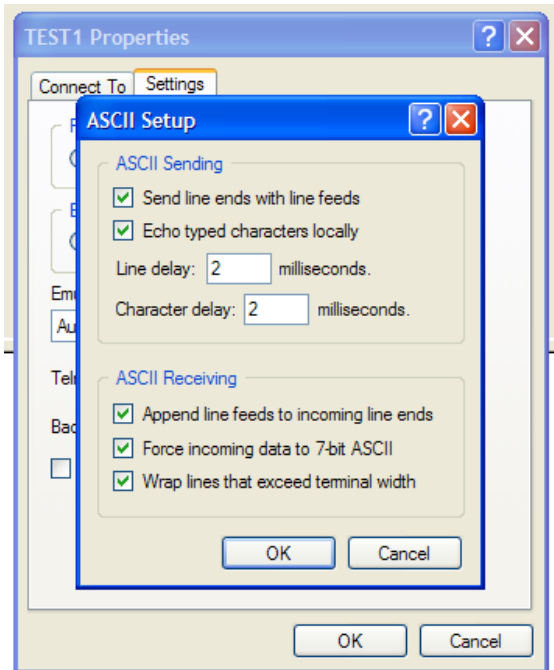 TEST1 Properties
Connect To Settings
ASCII Setup
ASCII Sending
Send line ends with line feeds
Echo typed characters locally
Line delay: 2 milliseconds.
Character delay: 2 milliseconds.
ASCII Receiving
Append line feeds to incoming line ends
Force incoming data to 7-bit ASCII
Wrap lines that exceed terminal width
OK Cancel
OK Cancel